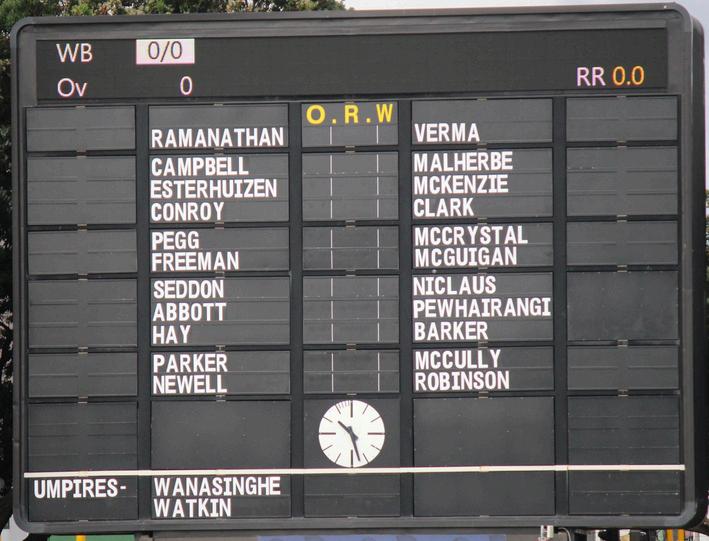 WB 0/0
Ov 0 RR 0.0
O.R.W
RAMANATHAN VERMA
CAMPBELL MALHERBE
ESTERHUIZEN MCKENZIE
CONROY CLARK
PEGG MCCRYSTAL
FREEMAN MCGUIGAN
SEDDON NICLAUS
ABBOTT PEWHAIRANGI
HAY BARKER
PARKER MCCULLY
NEWELL ROBINSON
UMPIRES- WANASINGHE
WATKIN